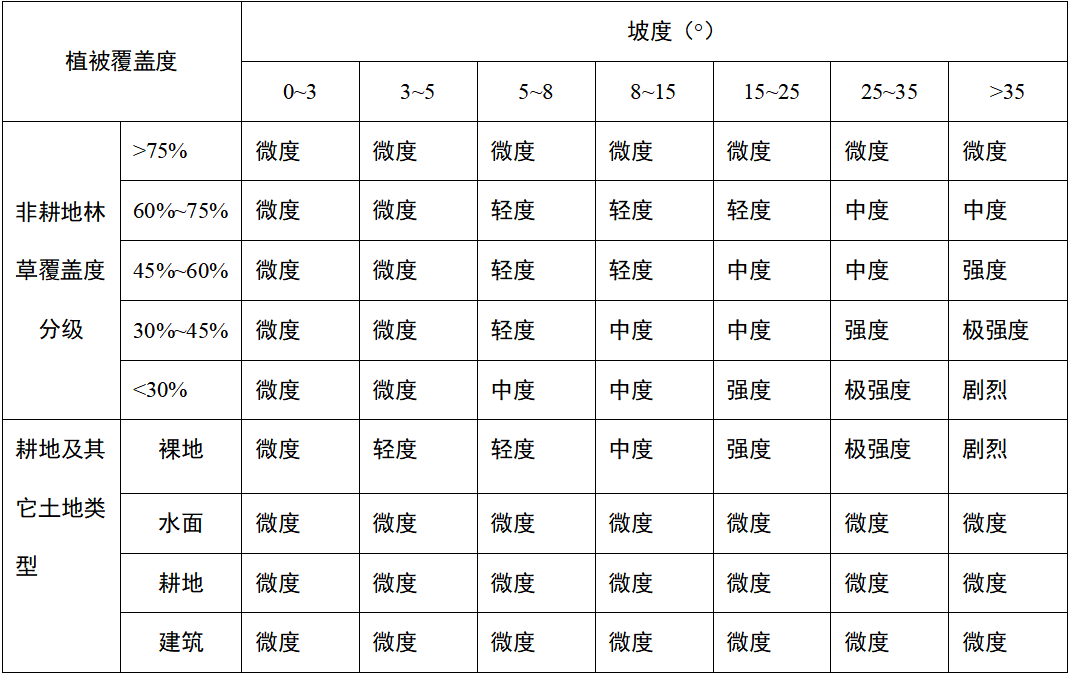 植被覆盖度
坡度（°）
0~3 3~5 5~8 8~15 15~25 25~35 >35
非耕地林
草覆盖度
分级
>75% 微度 微度 微度 微度 微度 微度 微度
60%~75% 微度 微度 轻度 轻度 轻度 中度 中度
45%~60% 微度 微度 轻度 轻度 中度 中度 强度
30%~45% 微度 微度 轻度 中度 中度 强度 极强度
<30% 微度 微度 中度 中度 强度 极强度 剧烈
耕地及其
它土地类
型
裸地 微度 轻度 轻度 中度 强度 极强度 剧烈
水面 微度 微度 微度 微度 微度 微度 微度
耕地 微度 微度 微度 微度 微度 微度 微度
建筑 微度 微度 微度 微度 微度 微度 微度